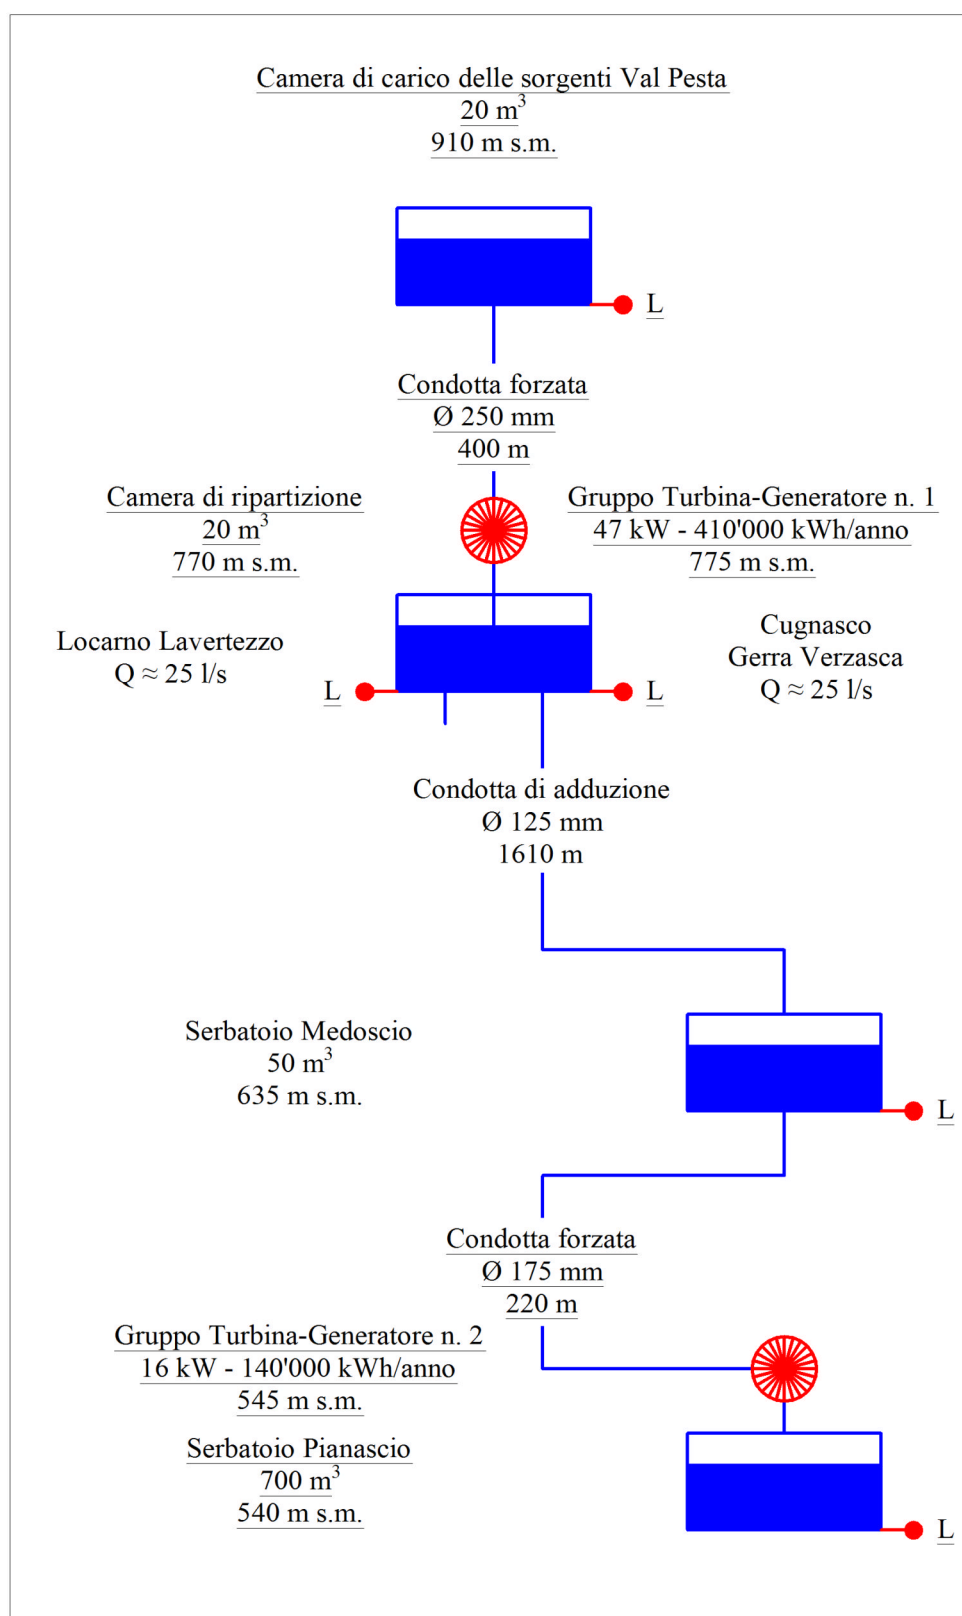 Camera di carico delle sorgenti Val Pesta
20 m³
910 m s.m.
L
Condotta forzata
Ø 250 mm
400 m
Camera di ripartizione
20 m³
770 m s.m.
Gruppo Turbina-Generatore n. 1
47 kW - 410'000 kWh/anno
775 m s.m.
Locarno Lavertezzo
Q ≈ 25 l/s
Cugnasco
Gerra Verzasca
Q ≈ 25 l/s
L
L
Condotta di adduzione
Ø 125 mm
1610 m
Serbatoio Medoscio
50 m³
635 m s.m.
L
Condotta forzata
Ø 175 mm
220 m
Gruppo Turbina-Generatore n. 2
16 kW - 140'000 kWh/anno
545 m s.m.
Serbatoio Pianascio
700 m³
540 m s.m.
L